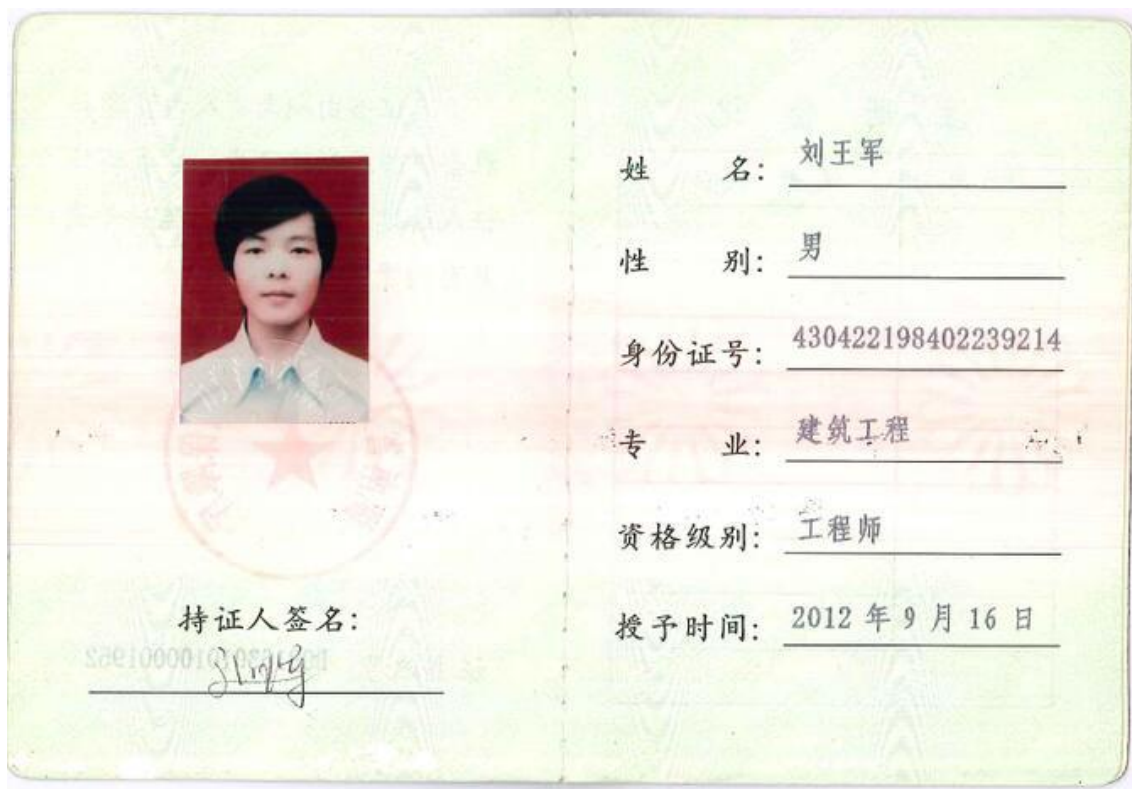 姓 名: 刘王军
性 别: 男
身份证号: 430422198402239214
专 业: 建筑工程
资格级别: 工程师
授予时间: 2012 年 9 月 16 日
持证人签名: